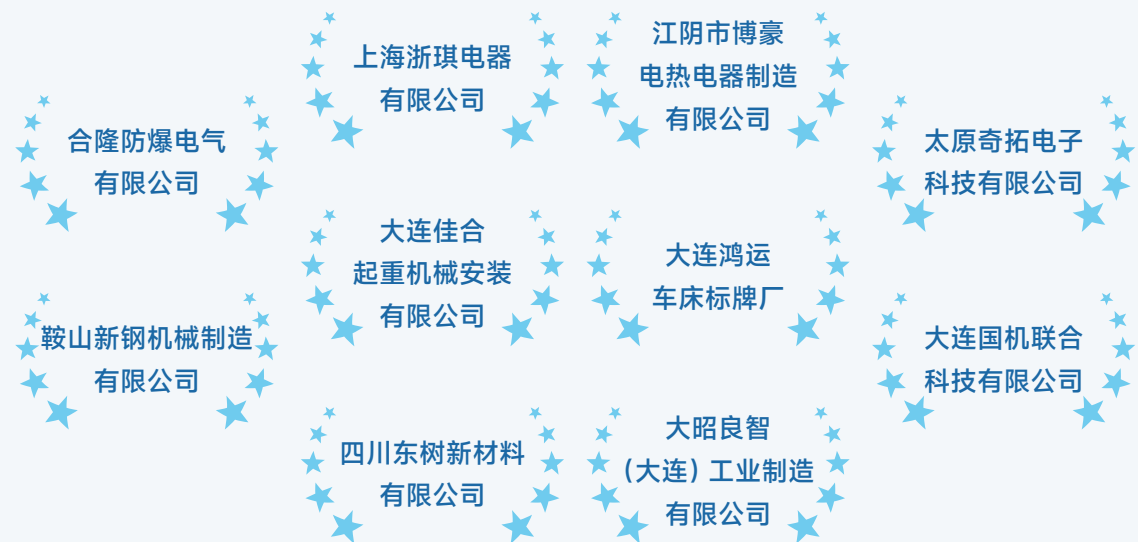 上海浙琪电器
有限公司
江阴市博豪
电热电器制造
有限公司
合隆防爆电气
有限公司
太原奇拓电子
科技有限公司
大连佳合
起重机械安装
有限公司
大连鸿运
车床标牌厂
鞍山新钢机械制造
有限公司
大连国机联合
科技有限公司
四川东树新材料
有限公司
大昭良智
（大连）工业制造
有限公司